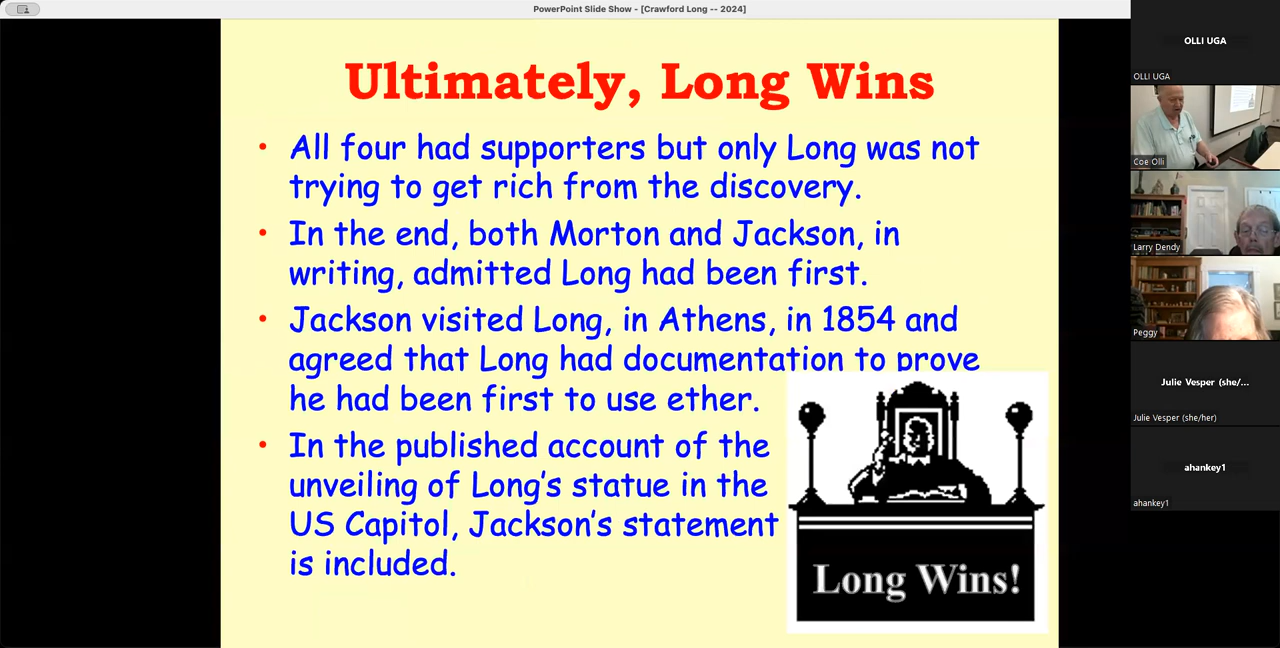 PowerPoint Slide Show - [Crawford Long -- 2024]
Ultimately, Long Wins
• All four had supporters but only Long was not
trying to get rich from the discovery.
• In the end, both Morton and Jackson, in
writing, admitted Long had been first.
• Jackson visited Long, in Athens, in 1854 and
agreed that Long had documentation to prove
he had been first to use ether.
• In the published account of the
unveiling of Long's statue in the
US Capitol, Jackson's statement
is included.
Long Wins!
OLLI UGA
OLLI UGA
Coe Olli
Larry Dendy
Peggy
Julie Vesper (she/...
Julie Vesper (she/her)
ahankey1
ahankey1